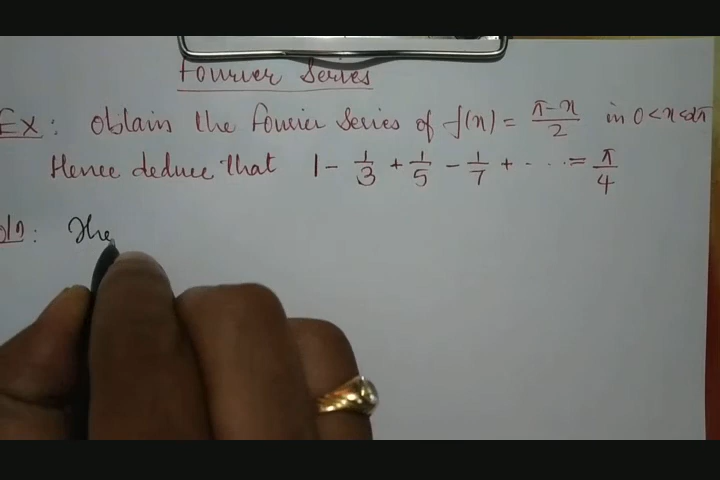 Fourier Series
Ex: Obtain the Fourier Series of f(x) = π-x/2 in 0<x<2π
Hence deduce that 1 - 1/3 + 1/5 - 1/7 + ... = π/4
oln: The